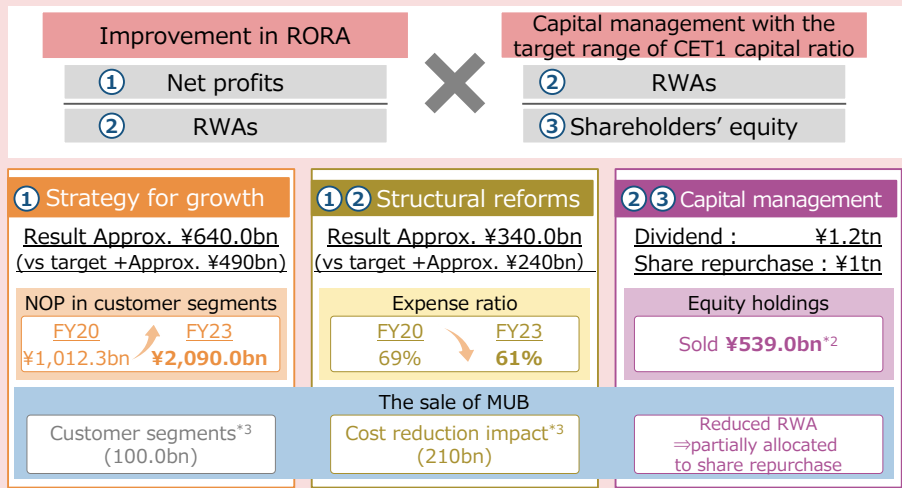 Improvement in RORA
① Net profits
② RWAs
Capital management with the
target range of CET1 capital ratio
② RWAs
③ Shareholders' equity
① Strategy for growth
Result Approx. ¥640.0bn
(vs target +Approx. ¥490bn)
NOP in customer segments
FY20 FY23
¥1,012.3bn ¥2,090.0bn
①② Structural reforms
Result Approx. ¥340.0bn
(vs target +Approx. ¥240bn)
Expense ratio
FY20 FY23
69% 61%
②③ Capital management
Dividend : ¥1.2tn
Share repurchase : ¥1tn
Equity holdings
Sold ¥539.0bn*2
The sale of MUB
Customer segments*3
(100.0bn)
Cost reduction impact*3
(210bn)
Reduced RWA
⇒partially allocated
to share repurchase